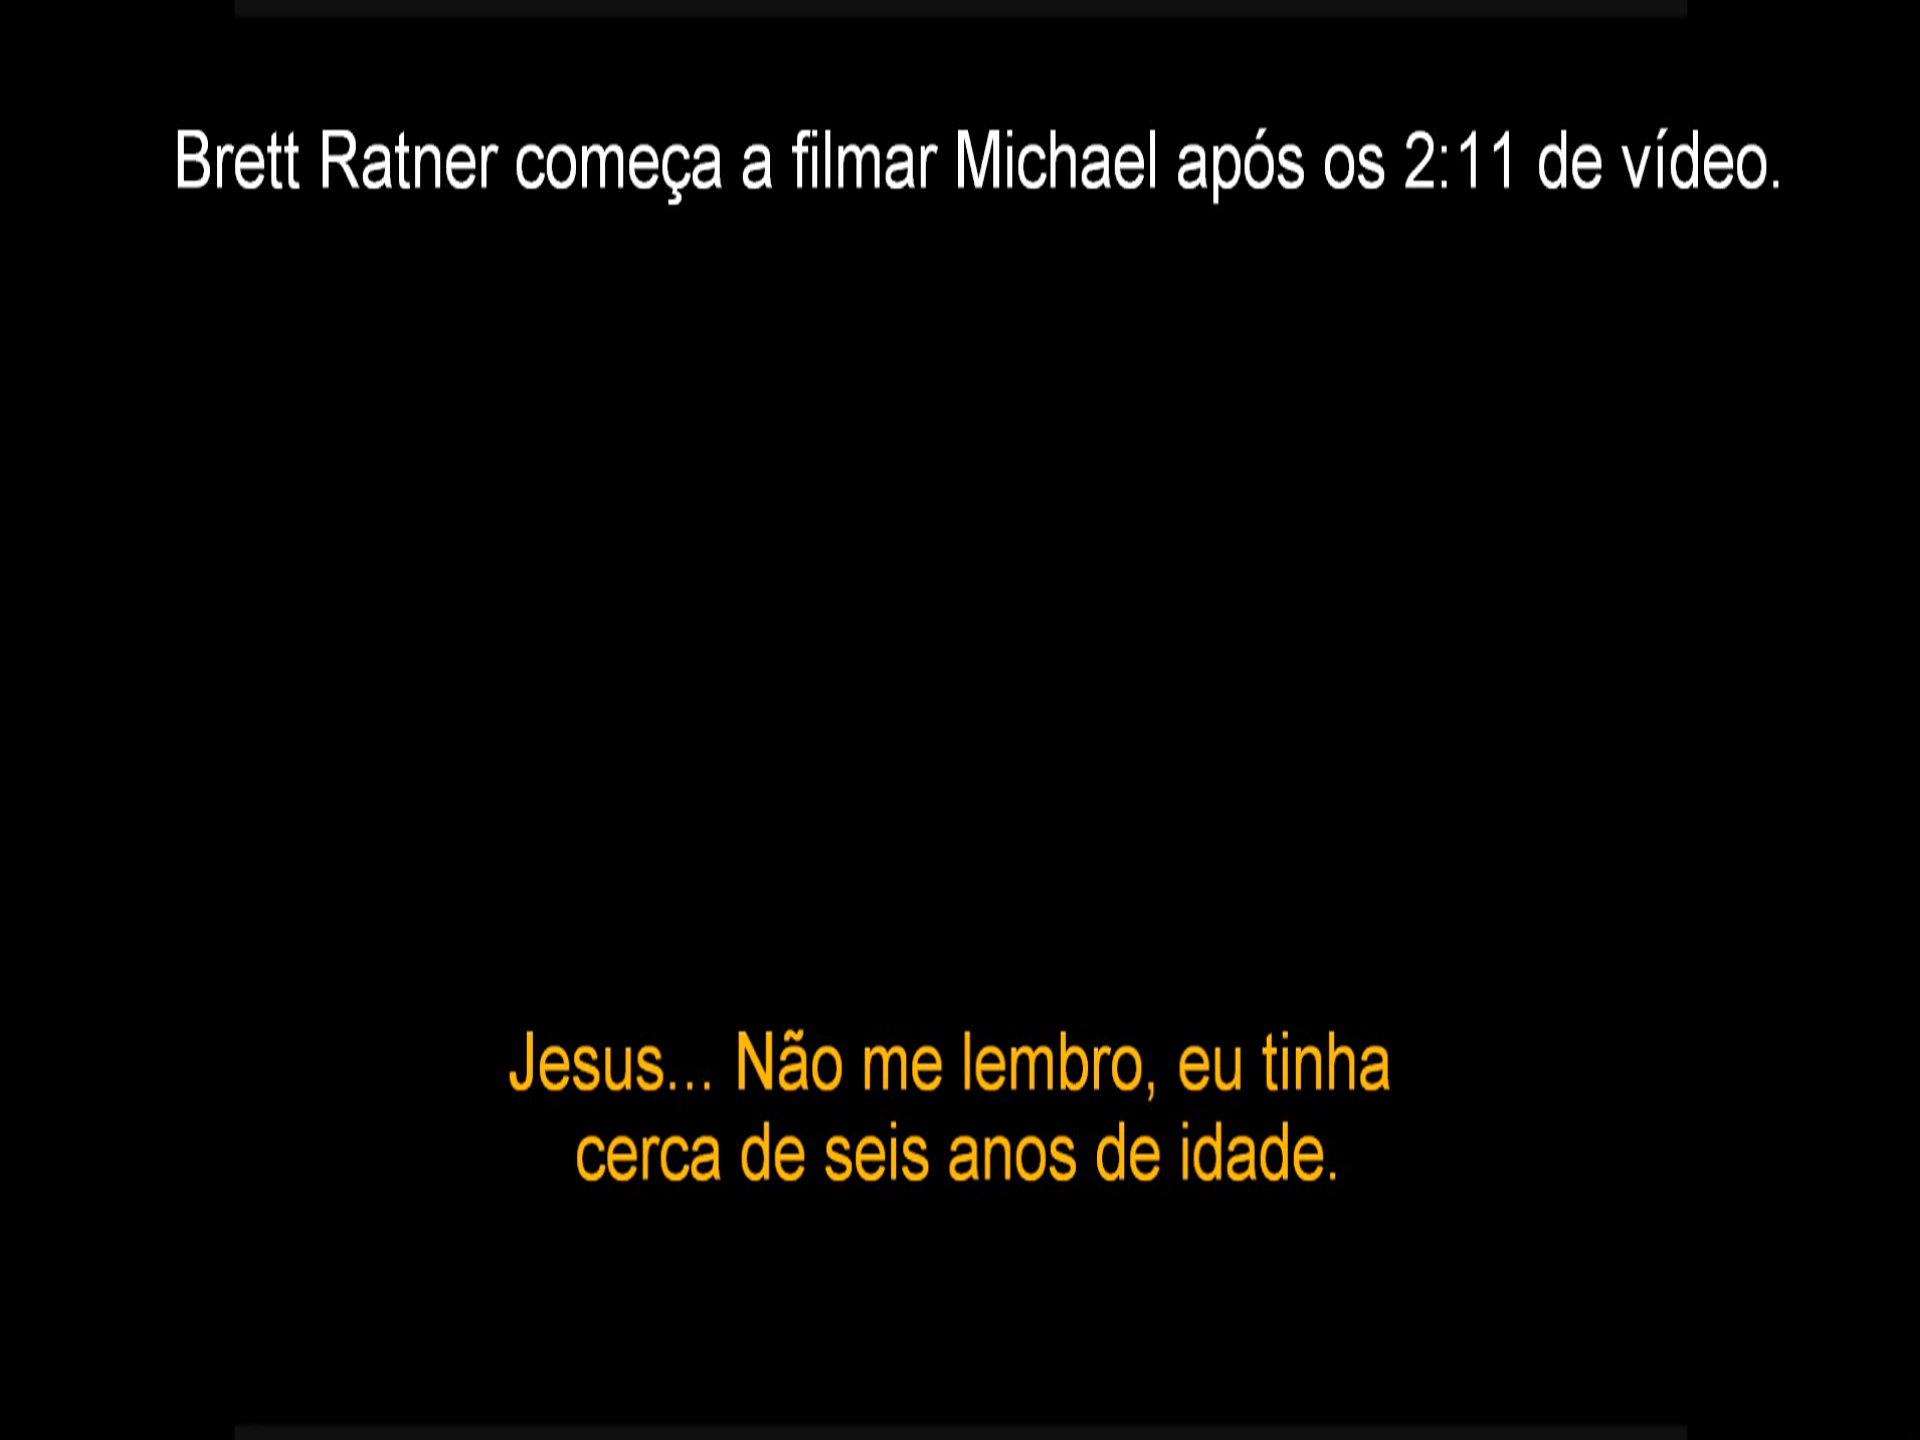 Brett Ratner começa a filmar Michael após os 2:11 de vídeo.
Jesus... Não me lembro, eu tinha
cerca de seis anos de idade.